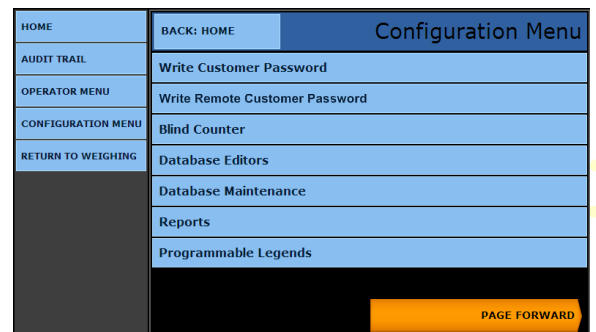 HOME
AUDIT TRAIL
OPERATOR MENU
CONFIGURATION MENU
RETURN TO WEIGHING
BACK: HOME
Configuration Menu
Write Customer Password
Write Remote Customer Password
Blind Counter
Database Editors
Database Maintenance
Reports
Programmable Legends
PAGE FORWARD